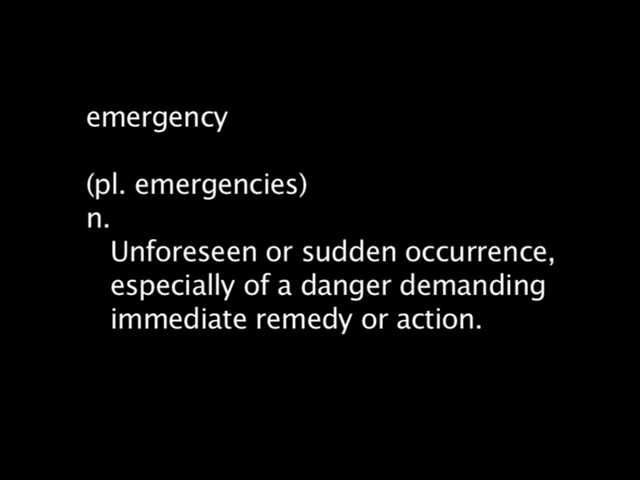 emergency
(pl. emergencies)
n.
Unforeseen or sudden occurrence,
especially of a danger demanding
immediate remedy or action.